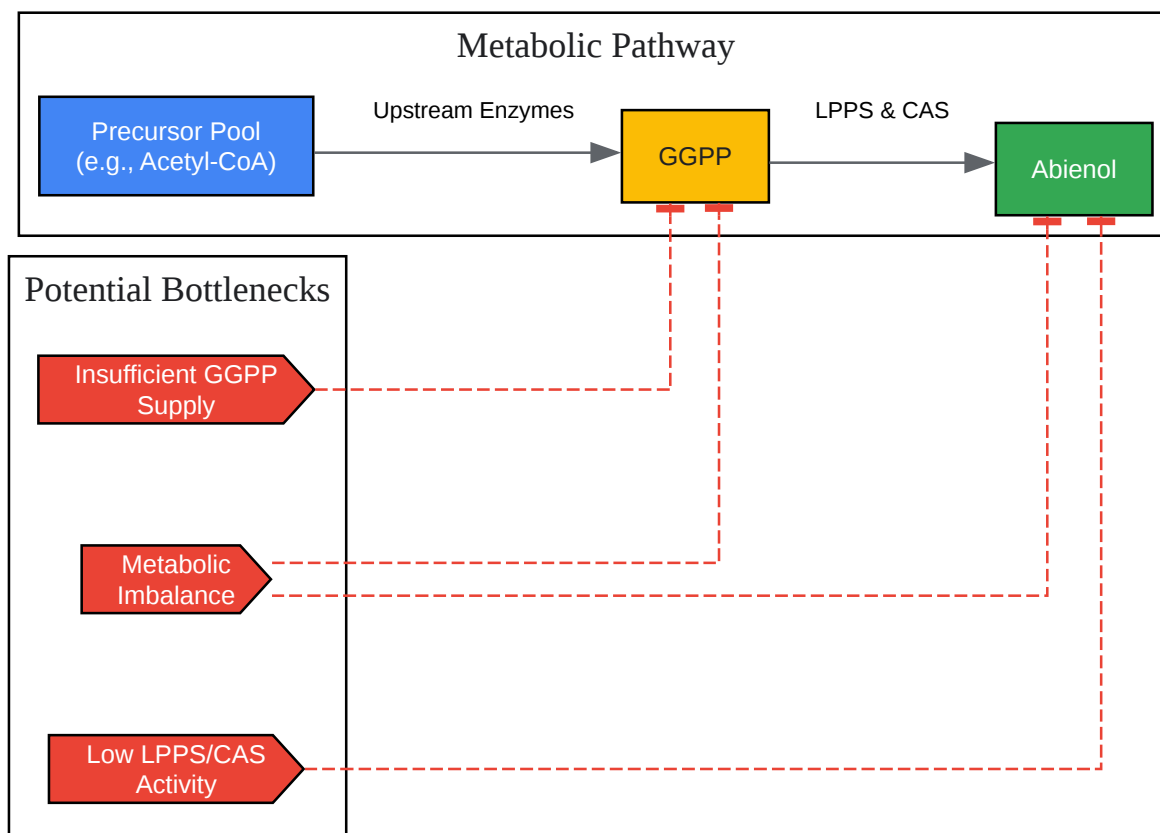 Metabolic Pathway
Upstream Enzymes
LPPS & CAS
Precursor Pool
(e.g., Acetyl-CoA)
GGPP
Abienol
Potential Bottlenecks
Insufficient GGPP
Supply
Metabolic
Imbalance
Low LPPS/CAS
Activity